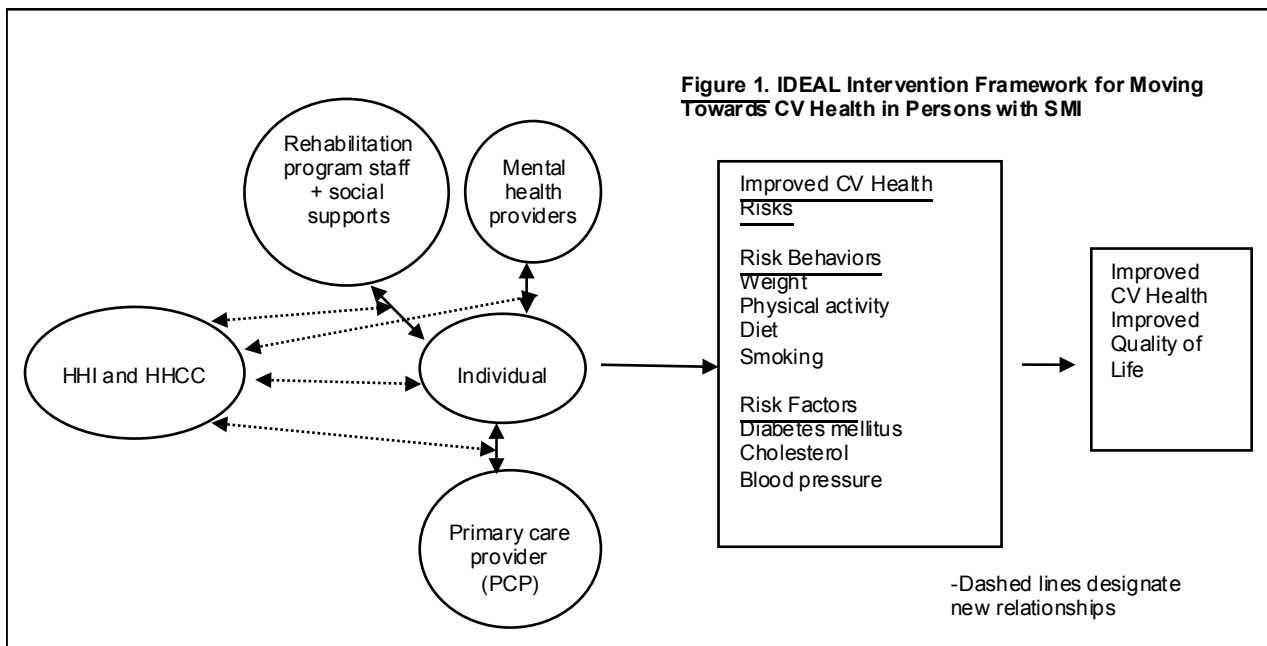 Figure 1. IDEAL Intervention Framework for Moving
Towards CV Health in Persons with SMI
Rehabilitation
program staff
+ social
supports
Mental
health
providers
HHI and HHCC
Individual
Primary care
provider
(PCP)
Improved CV Health
Risks
Risk Behaviors
Weight
Physical activity
Diet
Smoking
Risk Factors
Diabetes mellitus
Cholesterol
Blood pressure
Improved
CV Health
Improved
Quality of
Life
-Dashed lines designate
new relationships